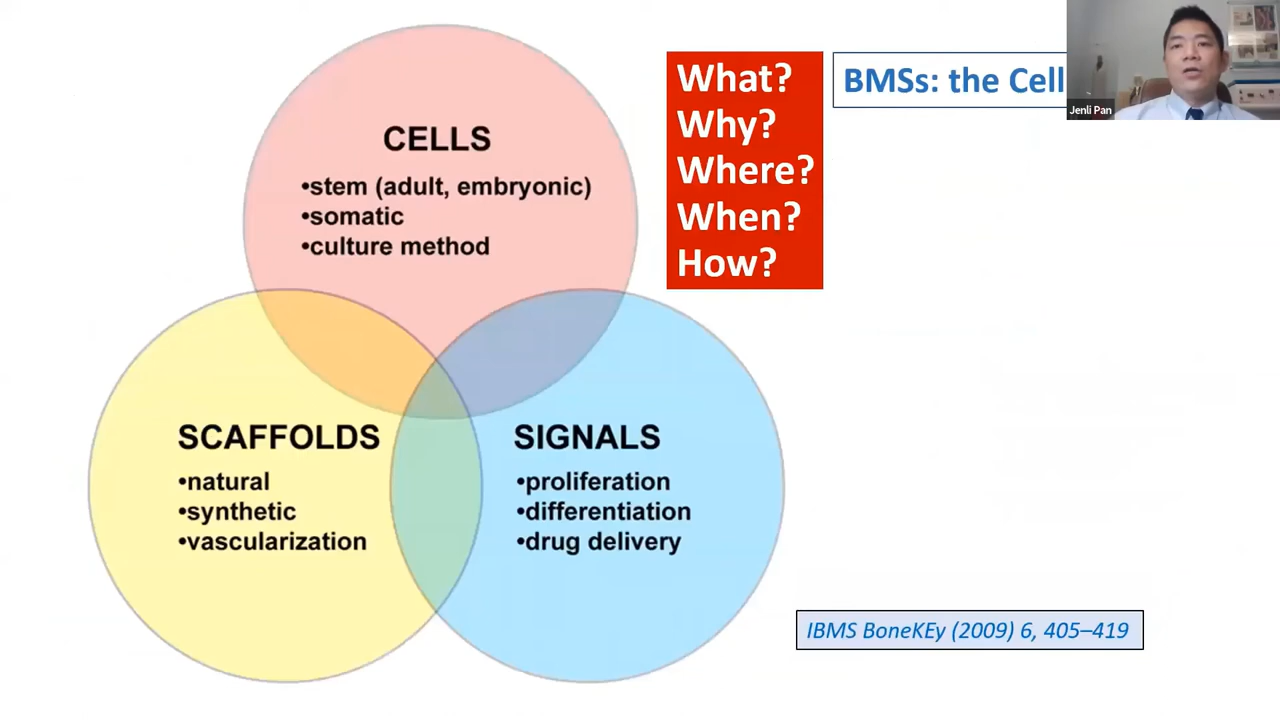 CELLS
•stem (adult, embryonic)
•somatic
•culture method
SCAFFOLDS
•natural
•synthetic
•vascularization
SIGNALS
•proliferation
•differentiation
•drug delivery
What?
Why?
Where?
When?
How?
BMSs: the Cell
Jenli Pan
IBMS BoneKEy (2009) 6, 405–419